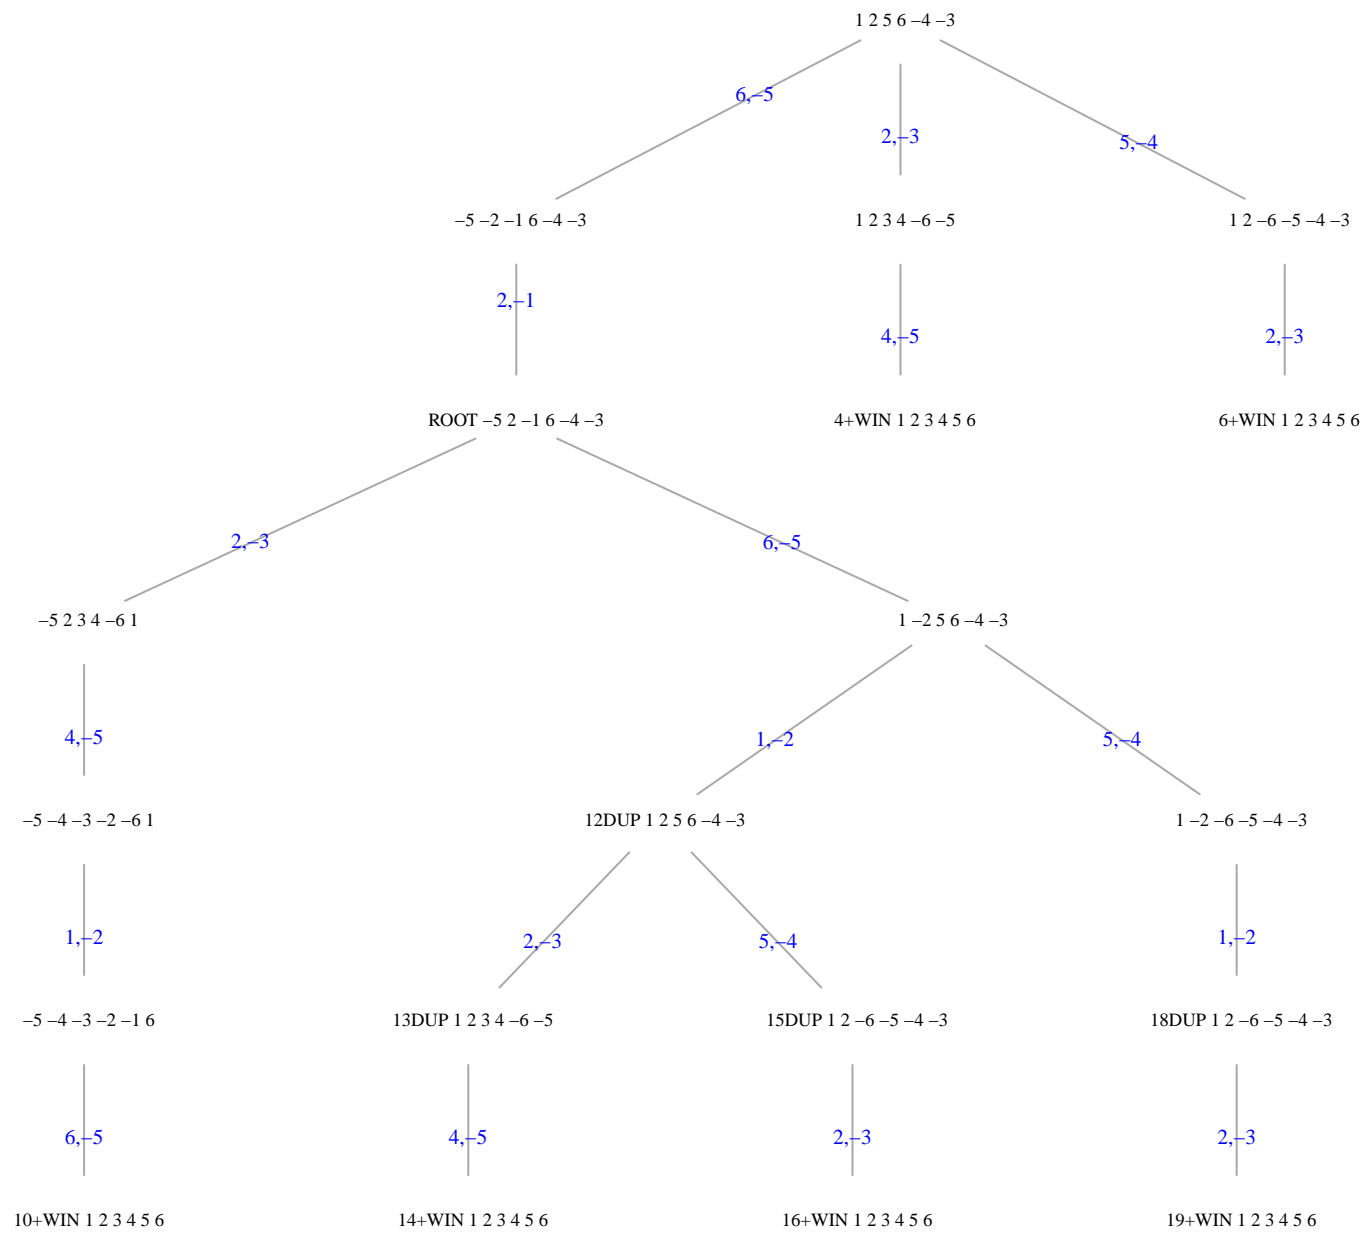 1 2 5 6 –4 –3
6,–5
2,–3
5,–4
–5 –2 –1 6 –4 –3
1 2 3 4 –6 –5
1 2 –6 –5 –4 –3
2,–1
4,–5
2,–3
ROOT –5 2 –1 6 –4 –3
4+WIN 1 2 3 4 5 6
6+WIN 1 2 3 4 5 6
2,–3
6,–5
–5 2 3 4 –6 1
1 –2 5 6 –4 –3
4,–5
1,–2
5,–4
–5 –4 –3 –2 –6 1
12DUP 1 2 5 6 –4 –3
1 –2 –6 –5 –4 –3
1,–2
2,–3
5,–4
1,–2
–5 –4 –3 –2 –1 6
13DUP 1 2 3 4 –6 –5
15DUP 1 2 –6 –5 –4 –3
18DUP 1 2 –6 –5 –4 –3
6,–5
4,–5
2,–3
2,–3
10+WIN 1 2 3 4 5 6
14+WIN 1 2 3 4 5 6
16+WIN 1 2 3 4 5 6
19+WIN 1 2 3 4 5 6